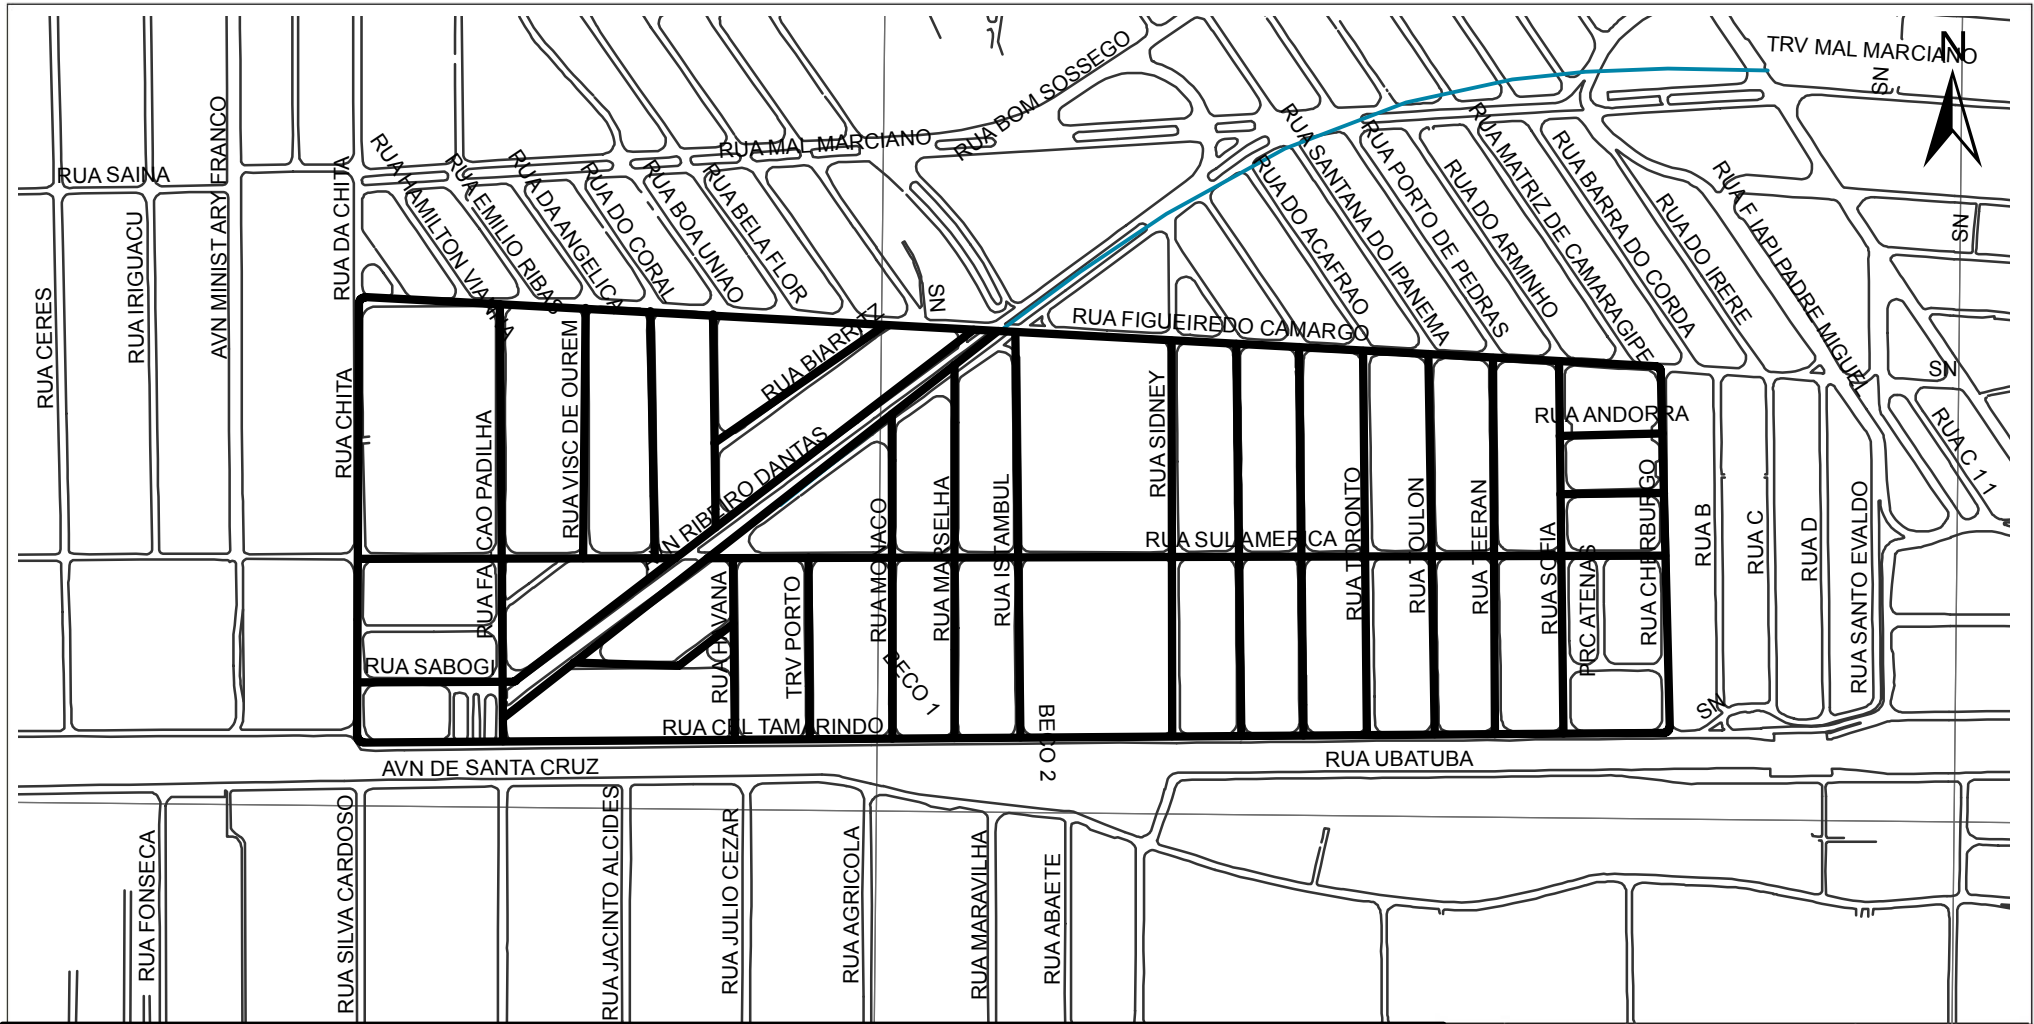 TRV MAL MARCIANO
N
SN
RUA BOM SOSSEGO
RUA MAL MARCIANO
RUA SAINA
AVN MINIST ARY FRANCO
RUA DA CHITA
RUA HAMILTON VIANNA
RUA EMILIO RIBAS
RUA DA ANGELICA
RUA DO CORAL
RUA BOA UNIAO
RUA BELA FLOR
RUA DO ACAFRAO
RUA SANTANA DO IPANEMA
RUA PORTO DE PEDRAS
RUA DO ARMINHO
RUA MATRIZ DE CAMARAGIPE
RUA BARRA DO CORDA
RUA DO IRERE
RUA FIAPI PADRE MIGUEL
SN
SN
SN
RUA CERES
RUA IRIGUACU
RUA CHITA
RUA FIGUEIREDO CAMARGO
RUA BIARRITZ
RUA VISC DE OUREM
RUA SIDNEY
RUA ANDORRA
RUA C 1 1
RUA FALCAO PADILHA
RIBEIRO DANTAS
RUA MONACO
RUA MARSELHA
RUA ISTAMBUL
RUA SUL AMERICA
RUA TORONTO
RUA TOULON
RUA TEERAN
RUA SOFIA
PRC ATENAS
RUA CHERBURGO
RUA B
RUA C
RUA D
RUA SANTO EVALDO
RUA SABOGI
RUA HAVANA
TRV PORTO
BECO 1
BECO 2
SN
RUA CEL TAMARINDO
AVN DE SANTA CRUZ
RUA UBATUBA
RUA FONSECA
RUA SILVA CARDOSO
RUA JACINTO ALCIDES
RUA JULIO CEZAR
RUA AGRICOLA
RUA MARAVILHA
RUA ABAETE